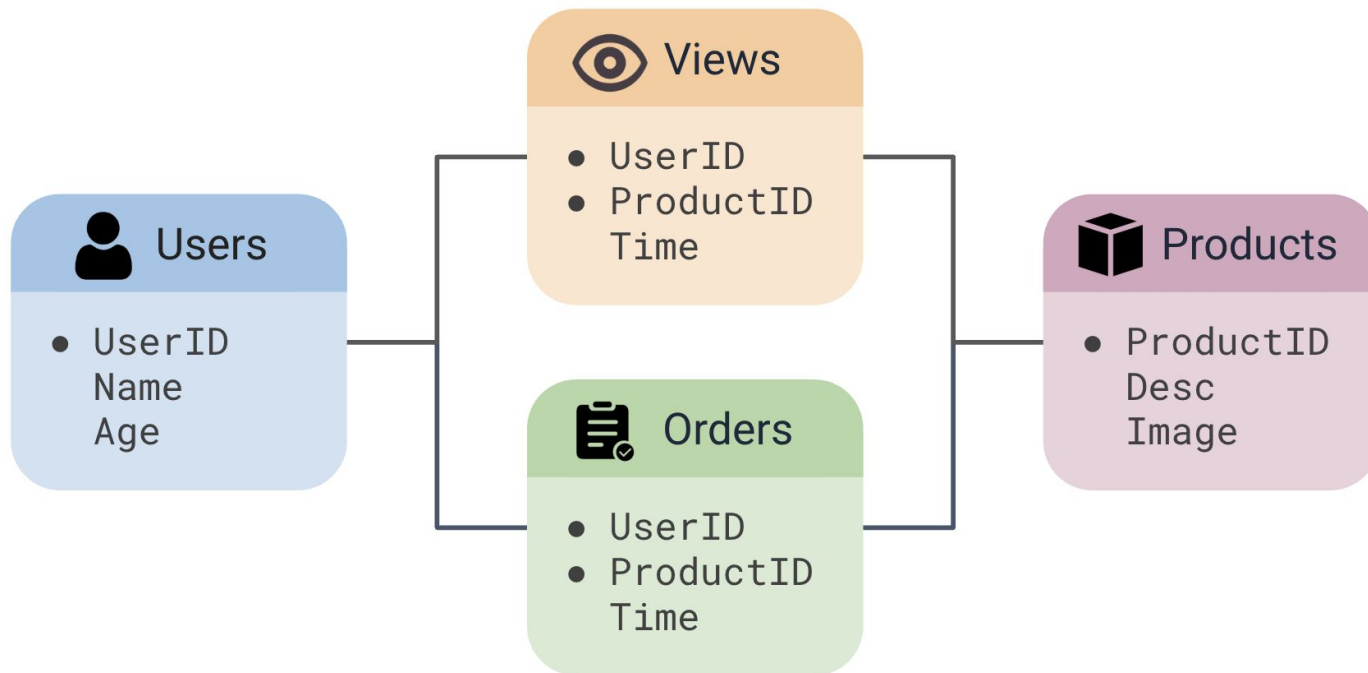 Users
● UserID
Name
Age
Views
● UserID
● ProductID
Time
Orders
● UserID
● ProductID
Time
Products
● ProductID
Desc
Image